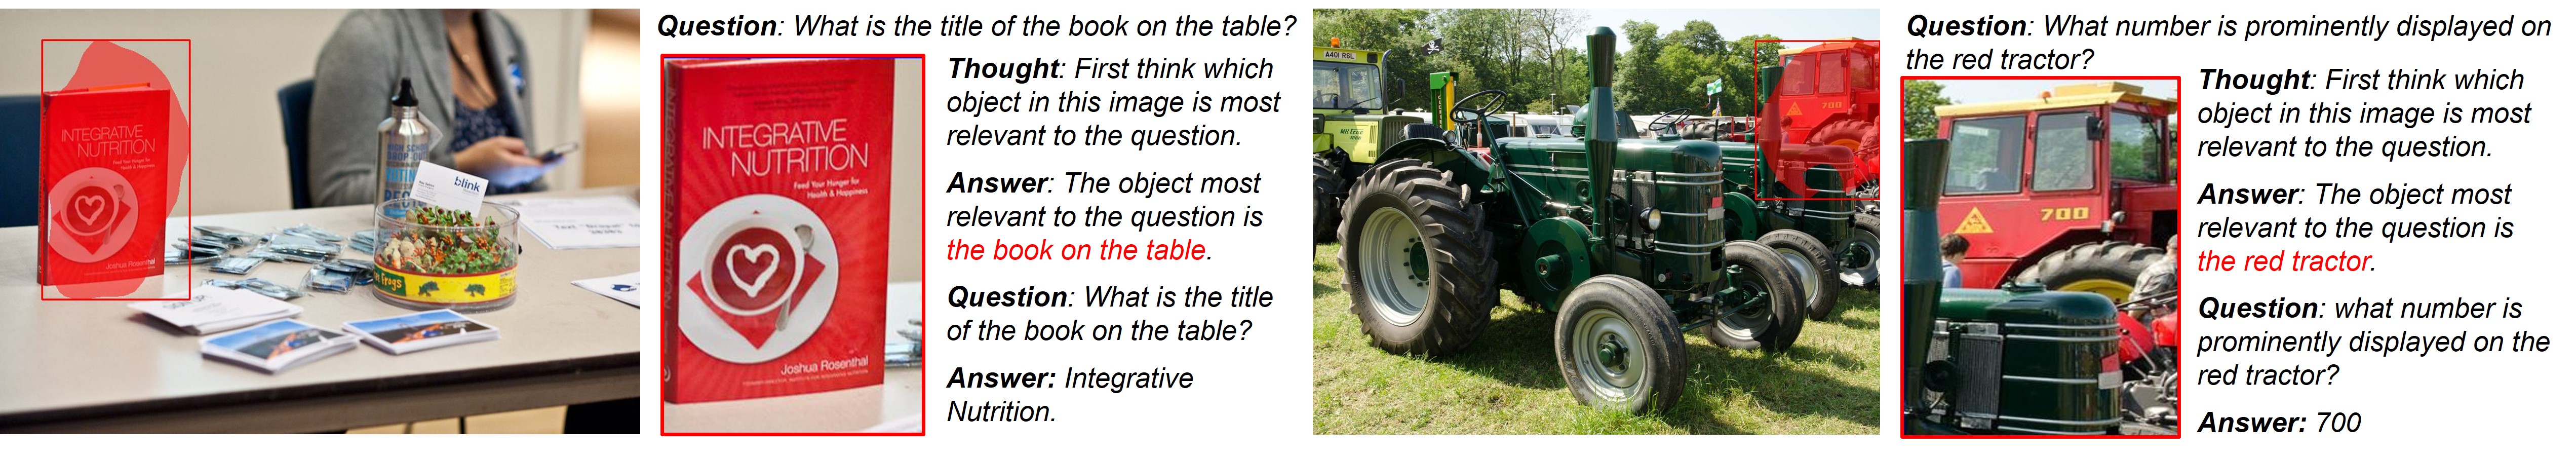 INTEGRATIVE
NUTRITION
Feed Your Hunger for
Health & Happiness
Joshua Rosenthal
HIGH SCHOOL
DROP-OUT
blink
Frogs
Question: What is the title of the book on the table?
INTEGRATIVE
NUTRITION
Feed Your Hunger for
Health & Happiness
Joshua Rosenthal
Thought: First think which
object in this image is most
relevant to the question.
Answer: The object most
relevant to the question is
the book on the table.
Question: What is the title
of the book on the table?
Answer: Integrative
Nutrition.
A401 R6L
700
Question: What number is prominently displayed on
the red tractor?
700
Thought: First think which
object in this image is most
relevant to the question.
Answer: The object most
relevant to the question is
the red tractor.
Question: what number is
prominently displayed on the
red tractor?
Answer: 700